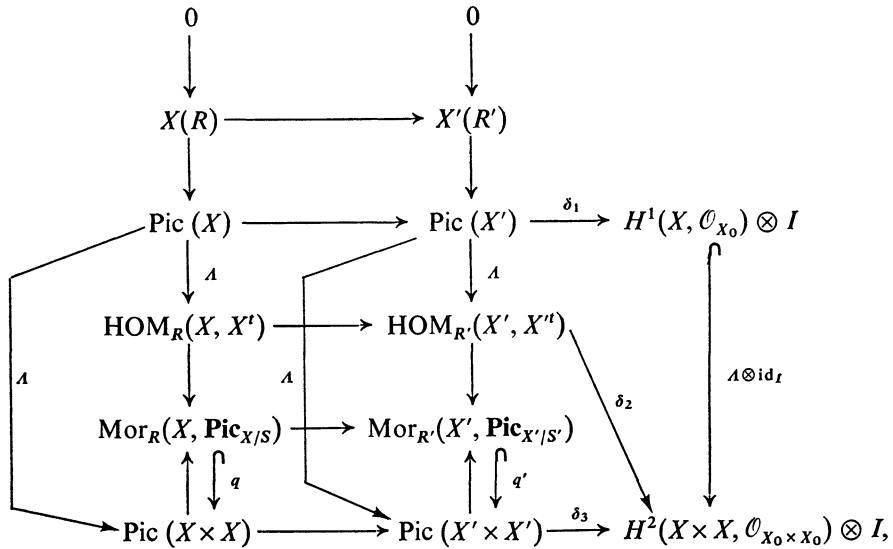 0 0
X(R) X′(R′)
Pic (X) Pic (X′) δ₁ H¹(X, 𝒪_{X₀}) ⊗ I
Λ Λ
HOM_R(X, Xᵗ) HOM_{R′}(X′, X′ᵗ)
Λ Λ δ₂ Λ⊗id_I
Mor_R(X, Pic_{X/S}) Mor_{R′}(X′, Pic_{X′/S′})
q q′
Pic (X × X) Pic (X′ × X′) δ₃ H²(X × X, 𝒪_{X₀ × X₀}) ⊗ I,